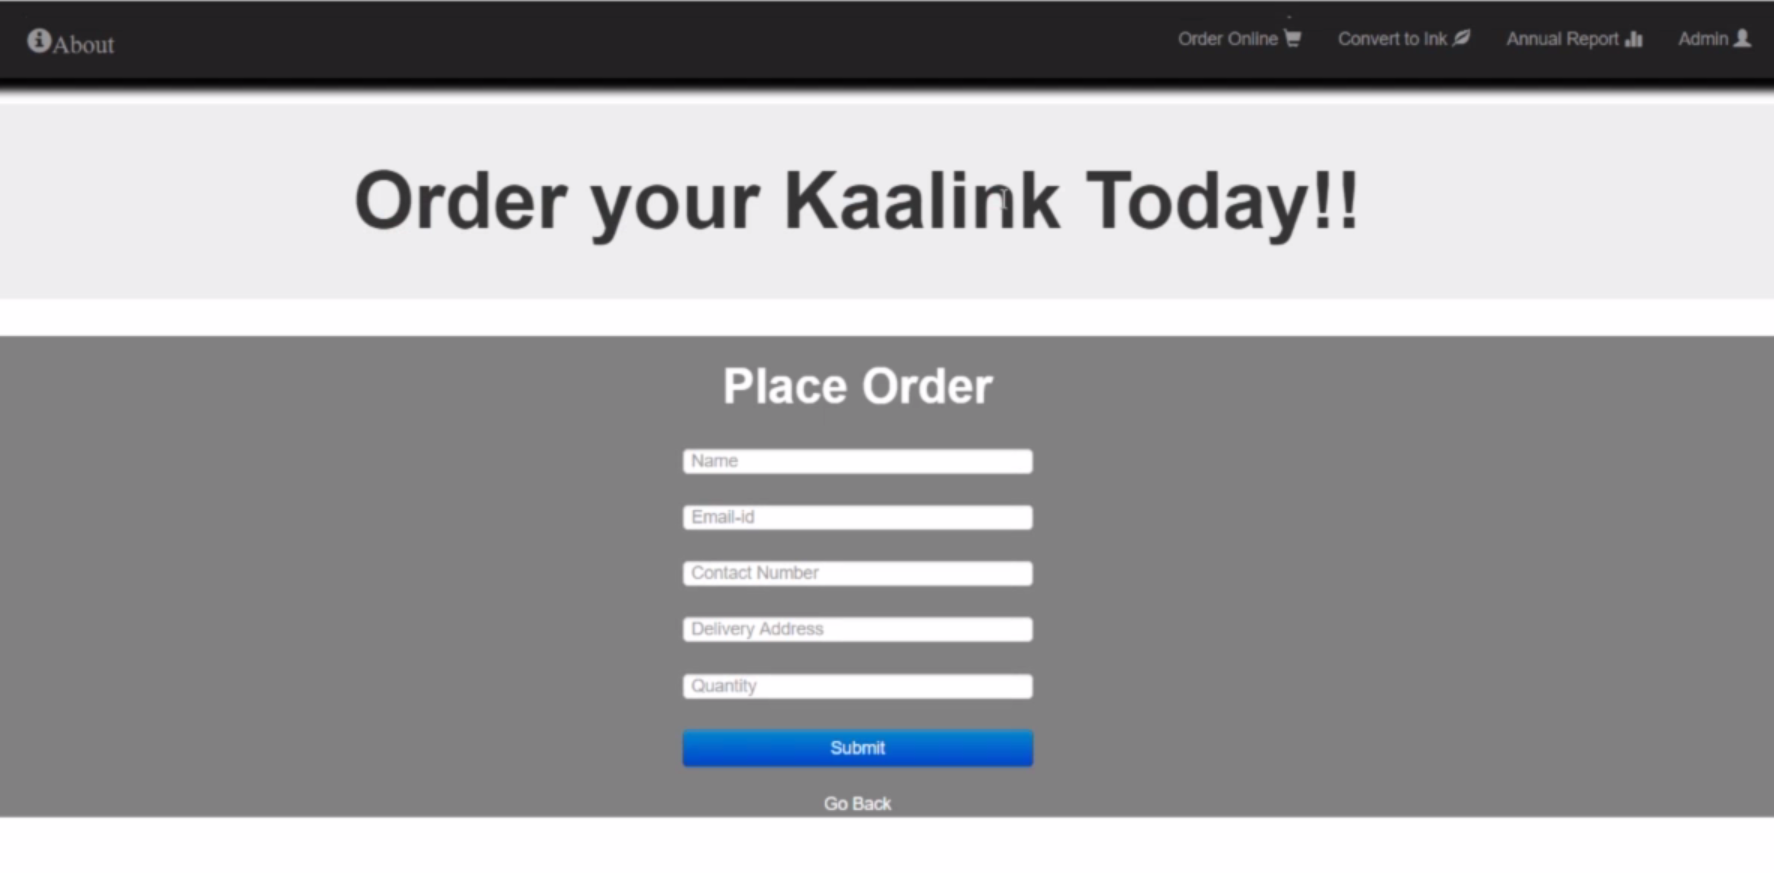 About
Order Online
Convert to Ink
Annual Report
Admin
Order your Kaalink Today!!
Place Order
Name
Email-id
Contact Number
Delivery Address
Quantity
Submit
Go Back